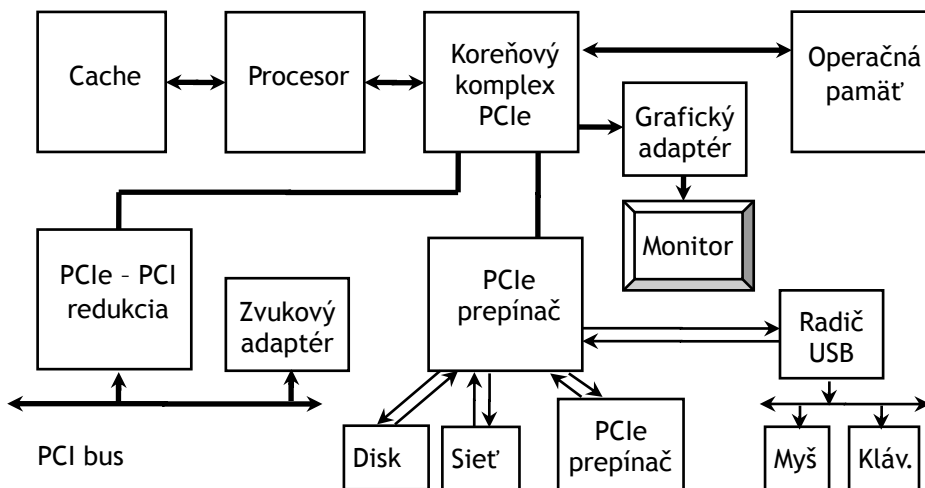 Cache
Procesor
Koreňový
komplex
PCIe
Operačná
pamäť
Grafický
adaptér
Monitor
PCIe – PCI
redukcia
Zvukový
adaptér
PCIe
prepínač
Radič
USB
PCI bus
Disk
Sieť
PCIe
prepínač
Myš
Kláv.